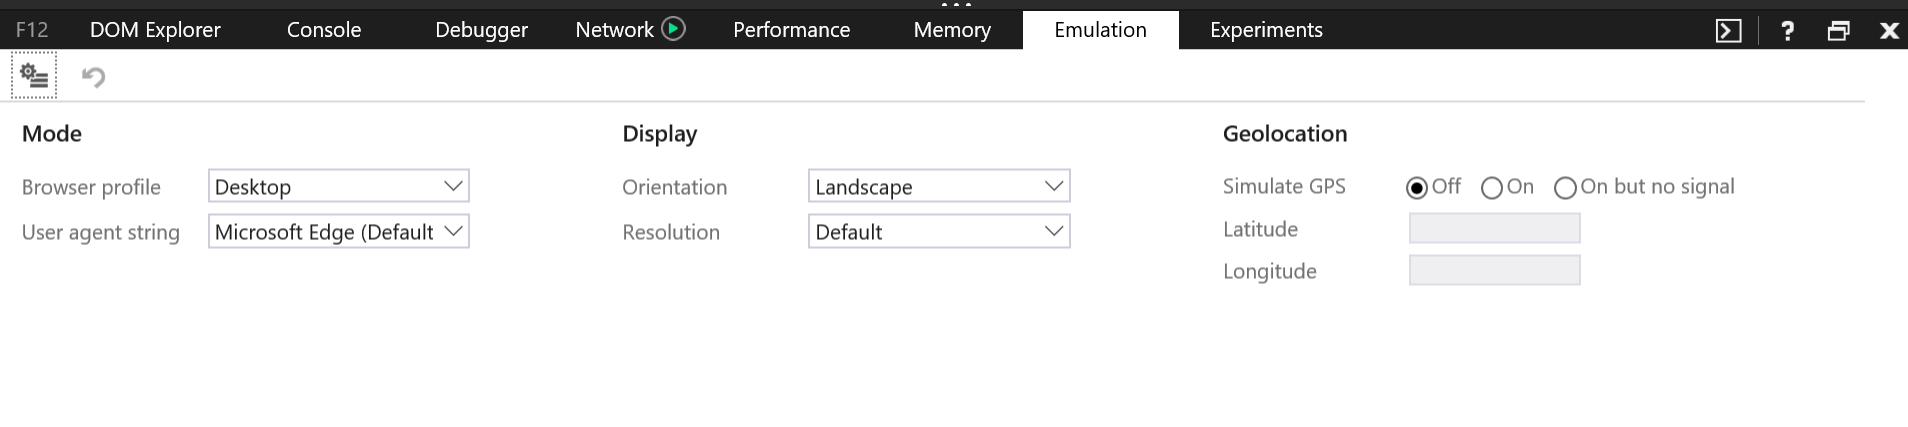 F12 DOM Explorer Console Debugger Network Performance Memory Emulation Experiments ?
Mode
Browser profile Desktop
User agent string Microsoft Edge (Default
Display
Orientation Landscape
Resolution Default
Geolocation
Simulate GPS Off On On but no signal
Latitude
Longitude